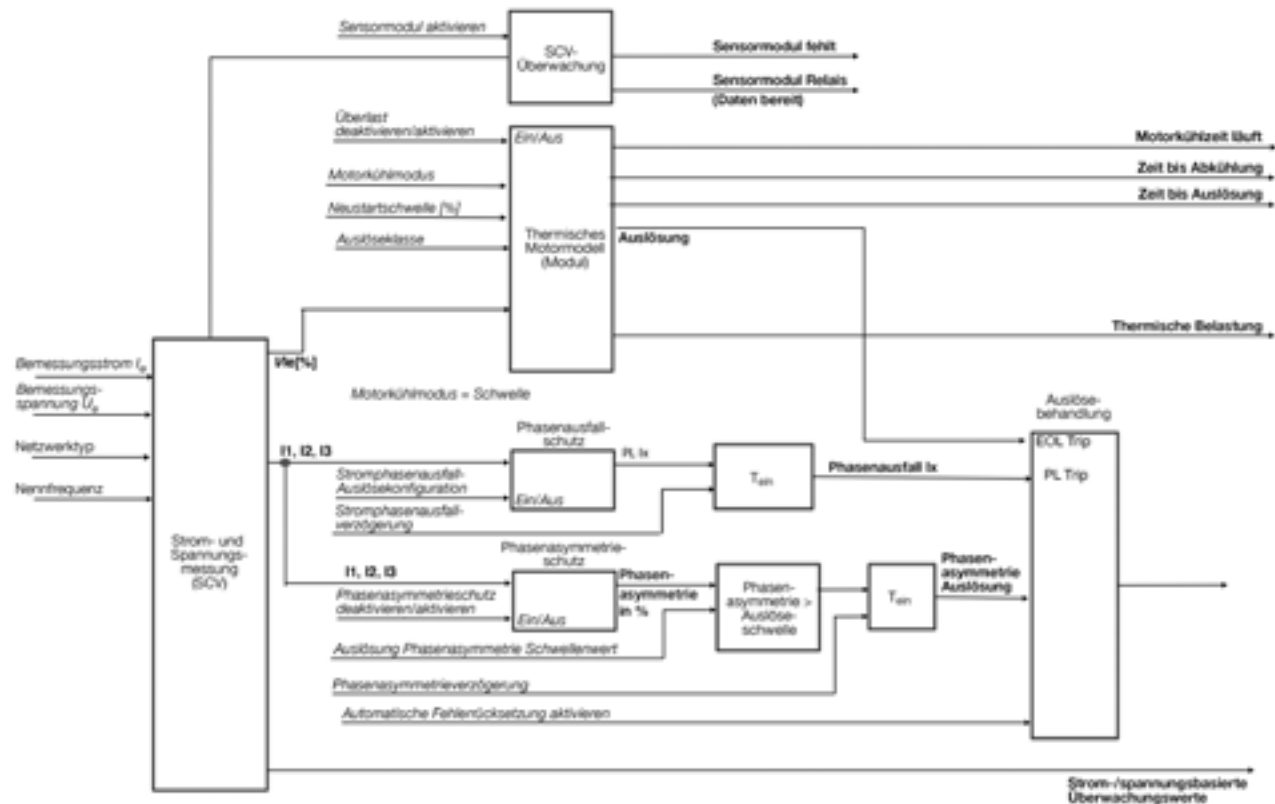 Sensormodul aktivieren
SCV-
Überwachung
Sensormodul fehlt
Sensormodul Relais
(Daten bereit)
Überlast
deaktivieren/aktivieren
Ein/Aus
Motorkühlmodus
Neustartschwelle [%]
Auslöseklasse
Thermisches
Motormodell
(Modul)
Motorkühlzeit läuft
Zeit bis Abkühlung
Zeit bis Auslösung
Auslösung
Thermische Belastung
I/Ie[%]
Bemessungsstrom Ie
Bemessungs-
spannung Ue
Netzwerktyp
Nennfrequenz
Strom- und
Spannungs-
messung
(SCV)
Motorkühlmodus = Schwelle
I1, I2, I3
Phasenausfall-
schutz
Stromphasenausfall-
Auslösekonfiguration
Ein/Aus
Stromphasenausfall-
verzögerung
PL Ix
Tein
Phasenausfall Ix
Auslöse-
behandlung
EOL Trip
PL Trip
I1, I2, I3
Phasenasymmetrie-
schutz
Phasenasymmetrieschutz
deaktivieren/aktivieren
Ein/Aus
Phasen-
asymmetrie
in %
Phasen-
asymmetrie >
Auslöse-
schwelle
Tein
Phasen-
asymmetrie
Auslösung
Auslösung Phasenasymmetrie Schwellenwert
Phasenasymmetrieverzögerung
Automatische Fehlerrücksetzung aktivieren
Strom-/spannungsbasierte
Überwachungswerte